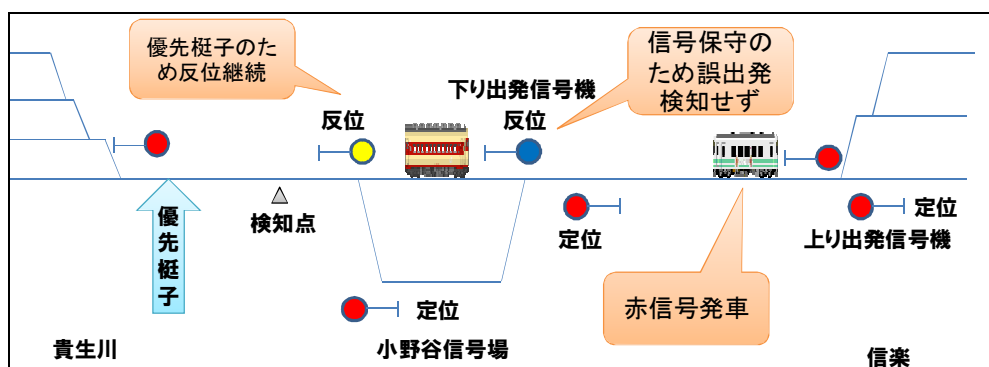 優先梃子のた
め反位継続
信号保守の
ため誤出発
検知せず
下り出発信号機
反位
反位
優先梃子
検知点
定位
定位
上り出発信号機
赤信号発車
定位
貴生川
小野谷信号場
信楽